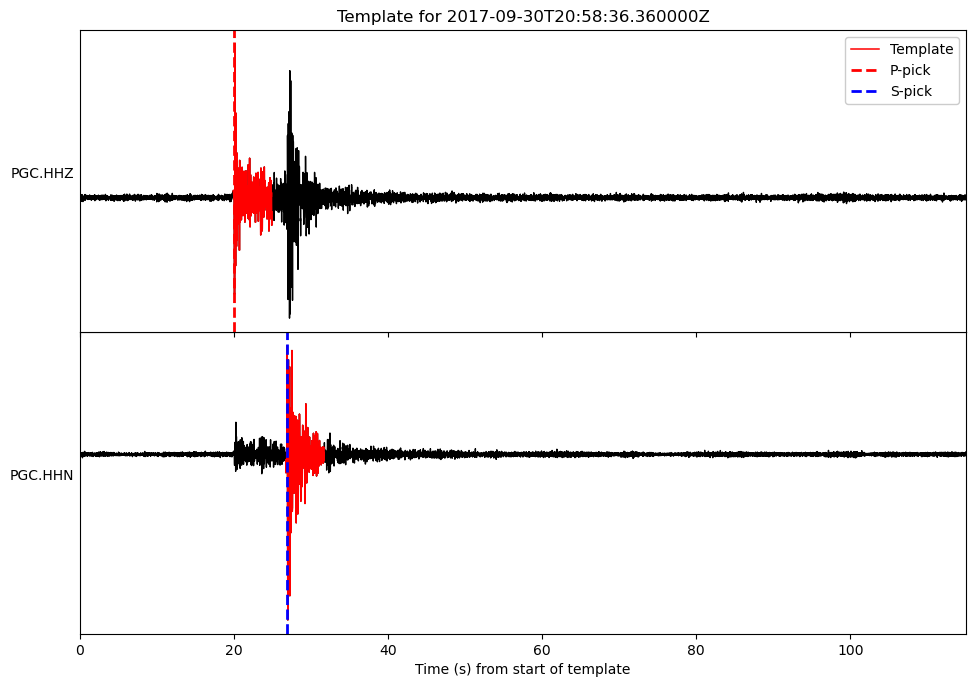 Template for 2017-09-30T20:58:36.360000Z
Template
P-pick
S-pick
PGC.HHZ
PGC.HHN
0 20 40 60 80 100
Time (s) from start of template